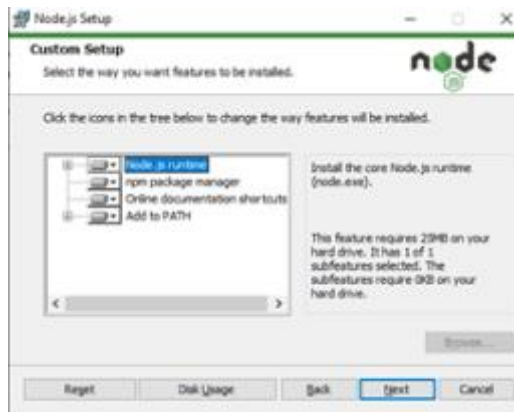 Node.js Setup
Custom Setup
Select the way you want features to be installed.
node
JS
Click the icons in the tree below to change the way features will be installed.
Node.js runtime
npm package manager
Online documentation shortcuts
Add to PATH
Install the core Node.js runtime
(node.exe).
This feature requires 25MB on your
hard drive. It has 1 of 1
subfeatures selected. The
subfeatures require 0KB on your
hard drive.
Browse...
Reset
Disk Usage
Back
Next
Cancel